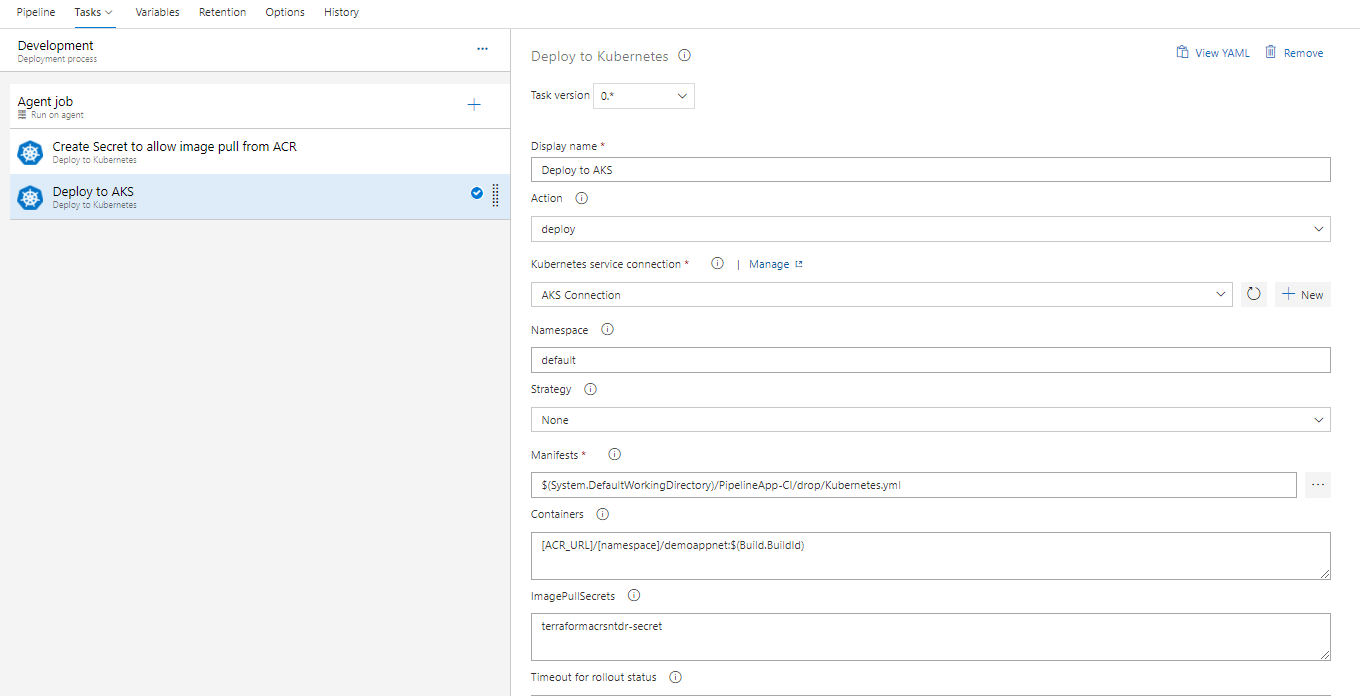 Pipeline Tasks Variables Retention Options History
Development
Deployment process
Agent job
Run on agent
Create Secret to allow image pull from ACR
Deploy to Kubernetes
Deploy to AKS
Deploy to Kubernetes
Deploy to Kubernetes
View YAML Remove
Task version 0.*
Display name *
Deploy to AKS
Action
deploy
Kubernetes service connection * | Manage
AKS Connection
New
Namespace
default
Strategy
None
Manifests *
$(System.DefaultWorkingDirectory)/PipelineApp-CI/drop/Kubernetes.yml
Containers
[ACR_URL]/[namespace]/demoappnet:$(Build.BuildId)
ImagePullSecrets
terraformacrsntdr-secret
Timeout for rollout status